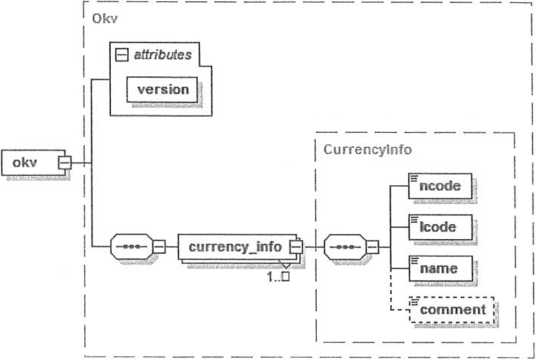 Okv
attributes
version
okv
CurrencyInfo
ncode
lcode
currency_info
name
1..□
comment